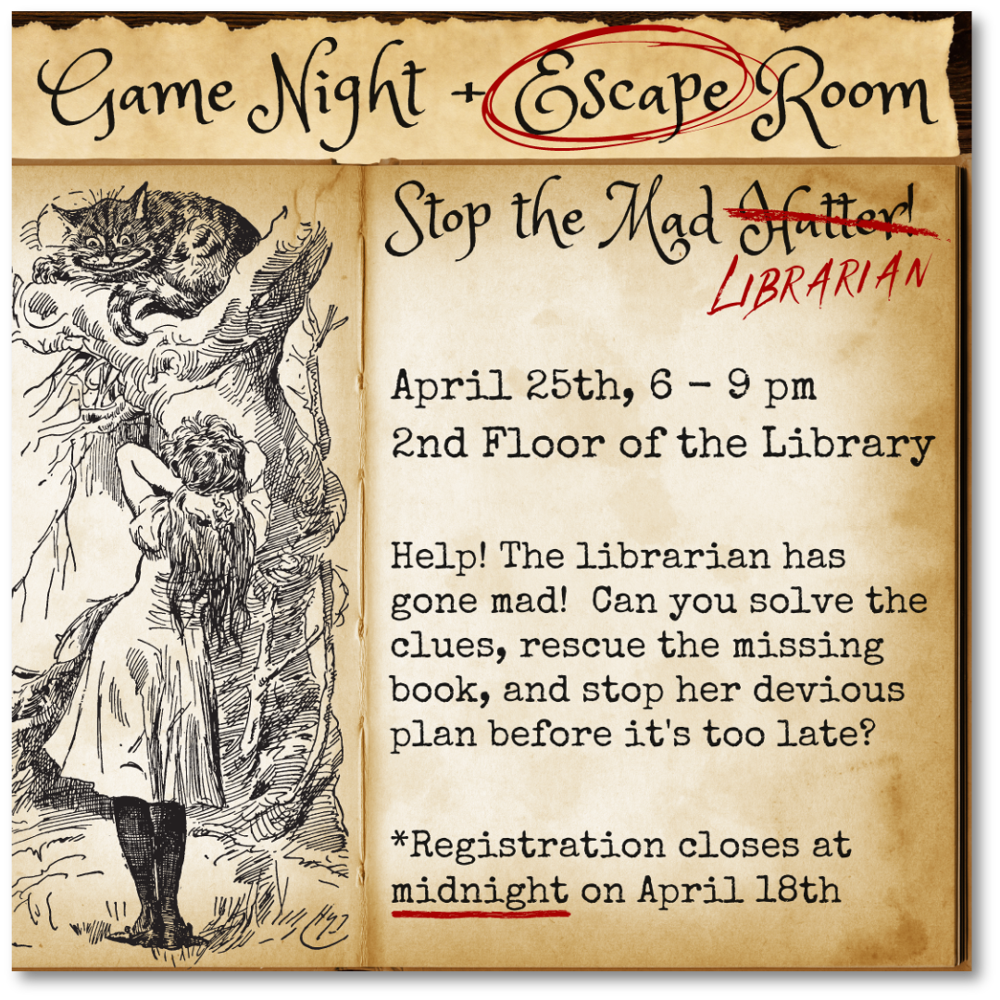 Game Night + Escape Room
Stop the Mad Hatter!
LIBRARIAN
April 25th, 6 – 9 pm
2nd Floor of the Library
Help! The librarian has
gone mad! Can you solve the
clues, rescue the missing
book, and stop her devious
plan before it's too late?
*Registration closes at
midnight on April 18th